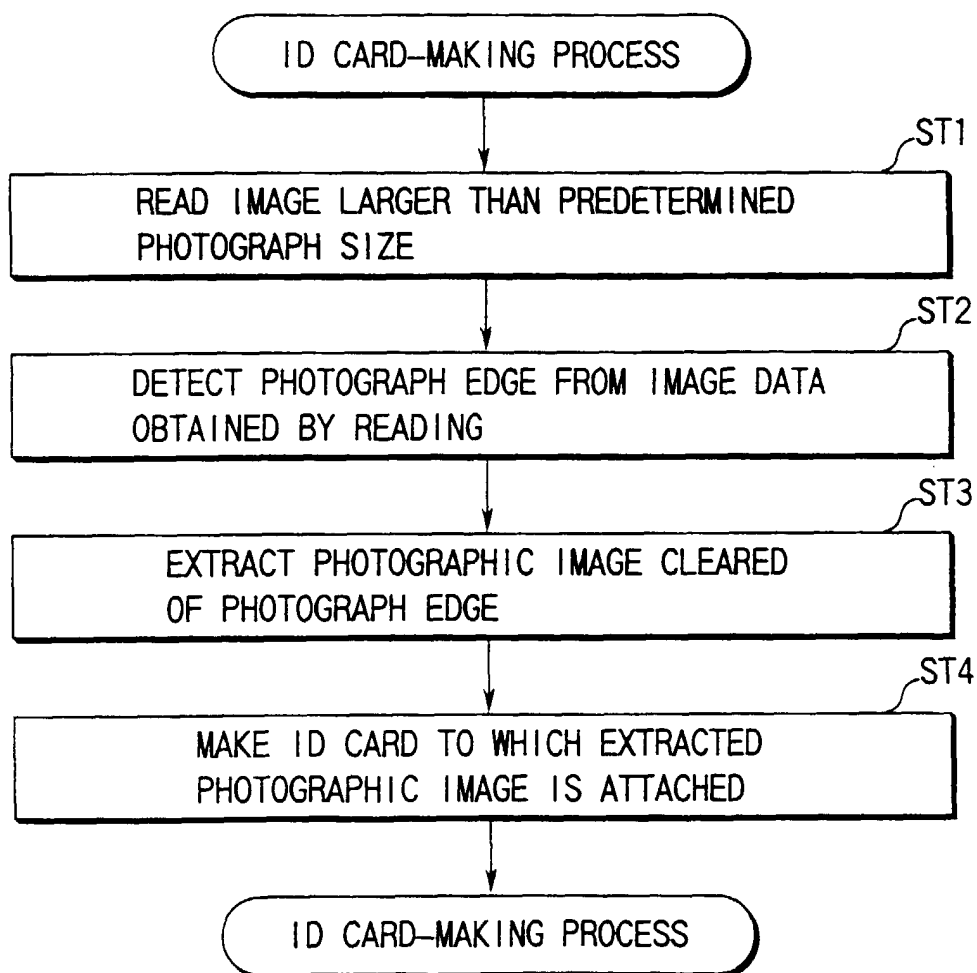 ID CARD-MAKING PROCESS
ST1
READ IMAGE LARGER THAN PREDETERMINED
PHOTOGRAPH SIZE
ST2
DETECT PHOTOGRAPH EDGE FROM IMAGE DATA
OBTAINED BY READING
ST3
EXTRACT PHOTOGRAPHIC IMAGE CLEARED
OF PHOTOGRAPH EDGE
ST4
MAKE ID CARD TO WHICH EXTRACTED
PHOTOGRAPHIC IMAGE IS ATTACHED
ID CARD-MAKING PROCESS